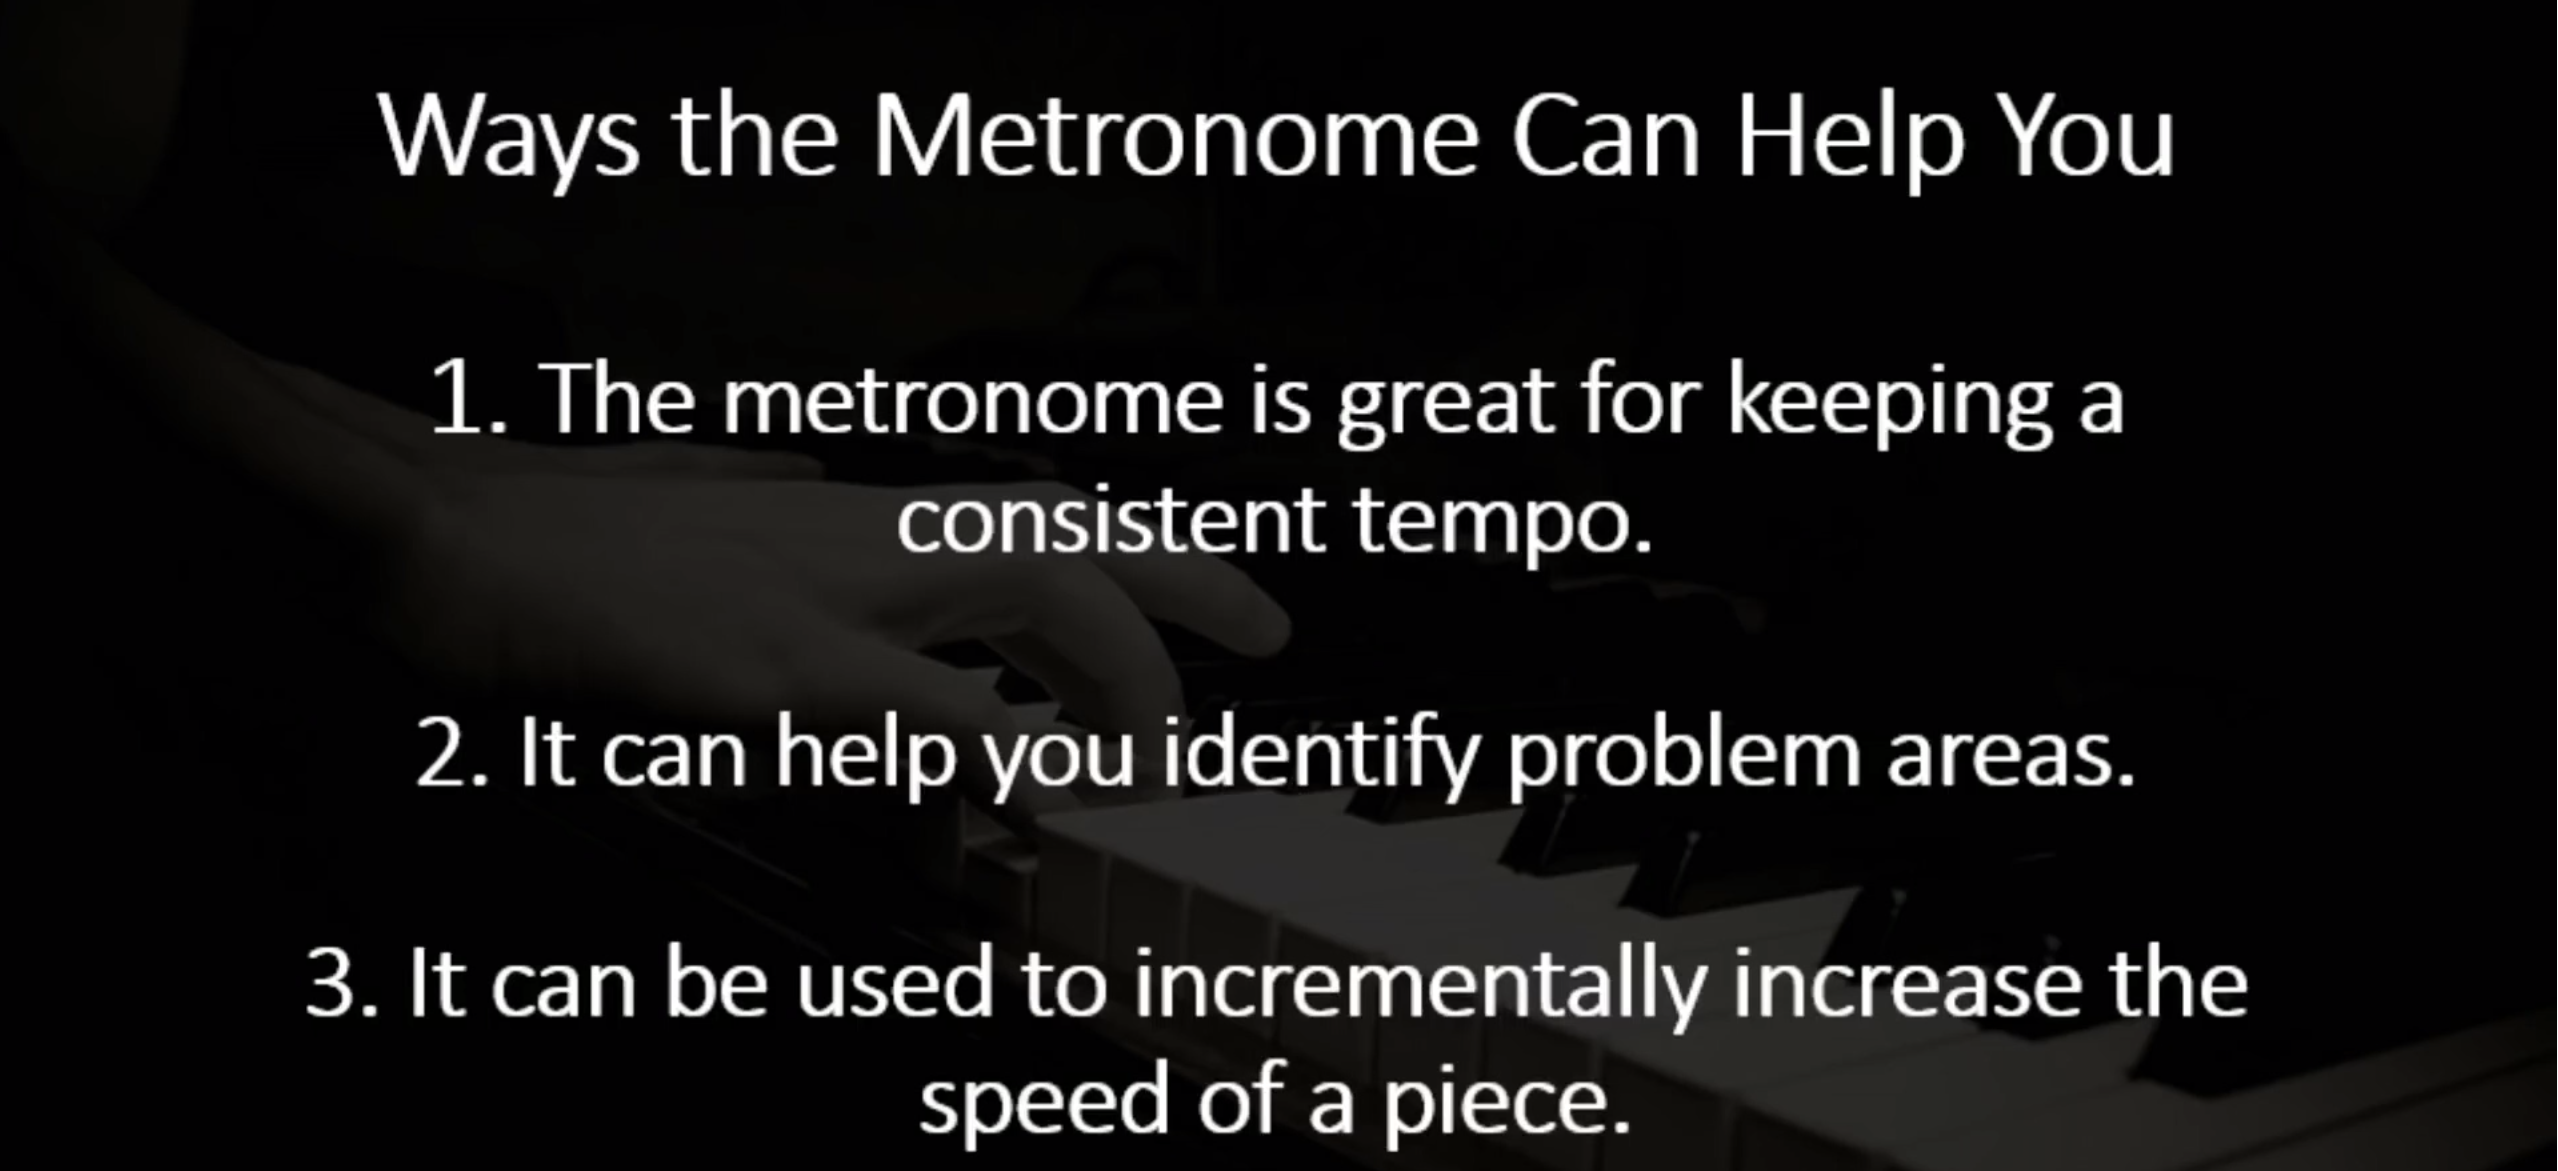 Ways the Metronome Can Help You
1. The metronome is great for keeping a
consistent tempo.
2. It can help you identify problem areas.
3. It can be used to incrementally increase the
speed of a piece.